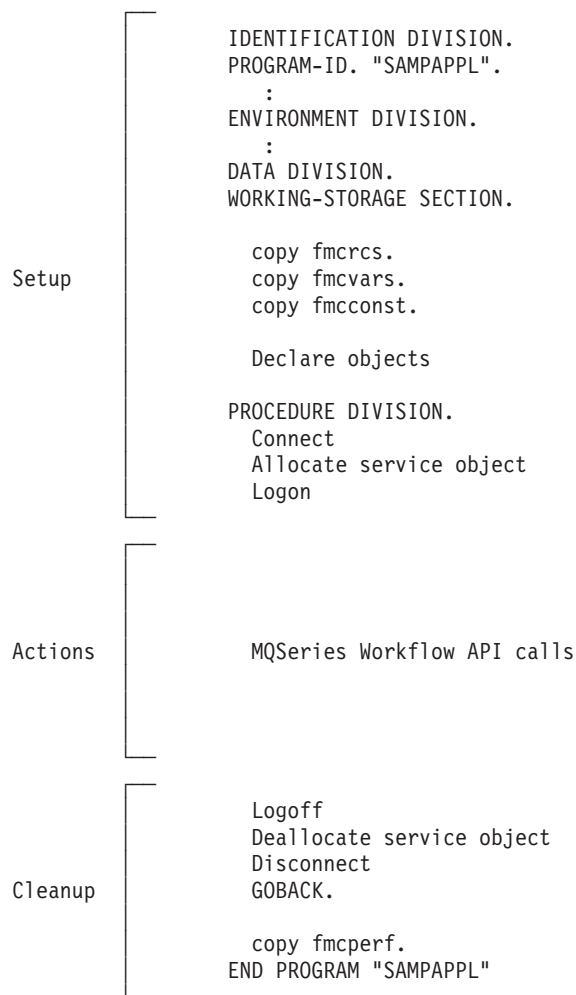 IDENTIFICATION DIVISION.
PROGRAM-ID. "SAMPAPPL".
:
ENVIRONMENT DIVISION.
:
DATA DIVISION.
WORKING-STORAGE SECTION.
copy fmcrcs.
Setup copy fmcvars.
copy fmcconst.
Declare objects
PROCEDURE DIVISION.
Connect
Allocate service object
Logon
Actions MQSeries Workflow API calls
Logoff
Deallocate service object
Disconnect
Cleanup GOBACK.
copy fmcperf.
END PROGRAM "SAMPAPPL"